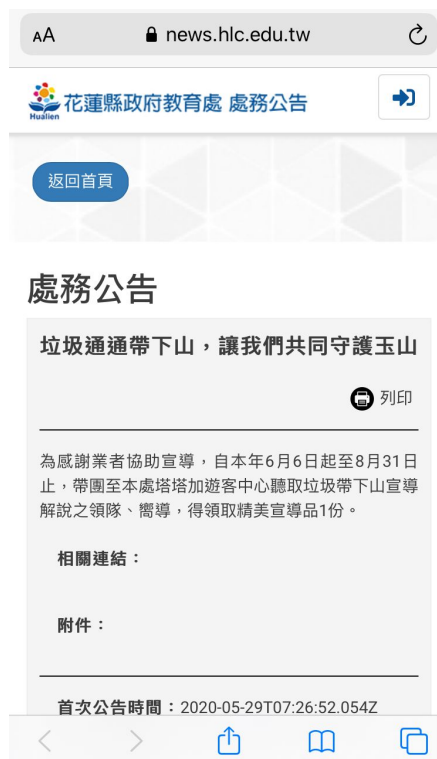 AA news.hlc.edu.tw
Hualien 花蓮縣政府教育處 處務公告
返回首頁
處務公告
垃圾通通帶下山，讓我們共同守護玉山
列印
為感謝業者協助宣導，自本年6月6日起至8月31日
止，帶團至本處塔塔加遊客中心聽取垃圾帶下山宣導
解說之領隊、嚮導，得領取精美宣導品1份。
相關連結：
附件：
首次公告時間：2020-05-29T07:26:52.054Z